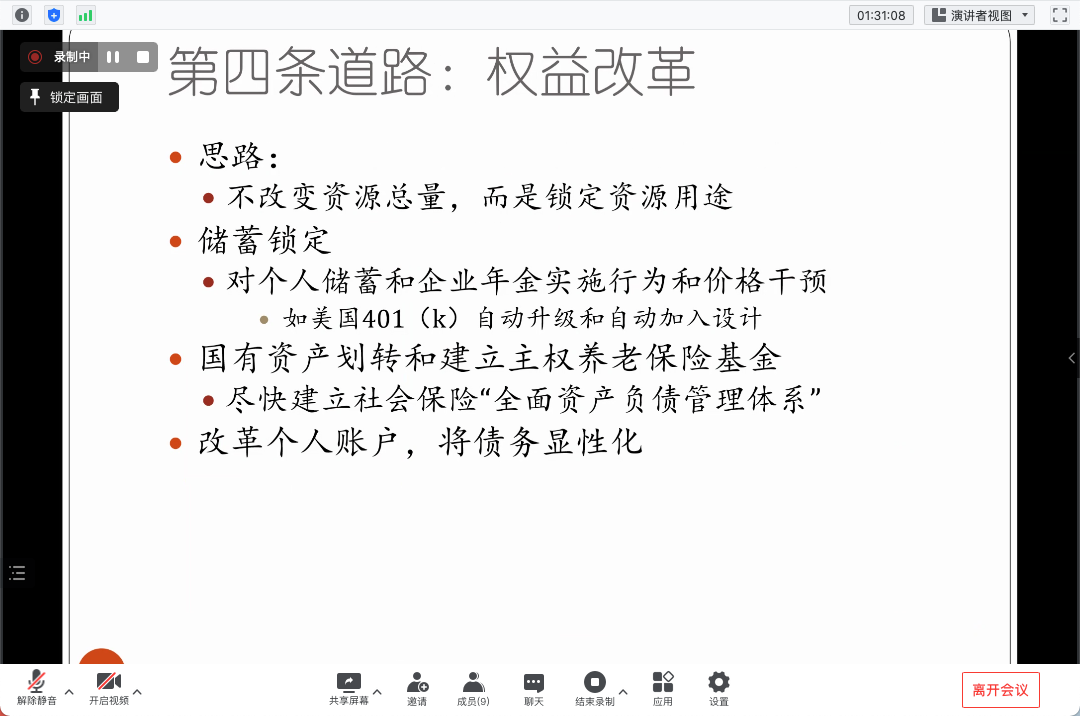 01:31:08
演讲者视图
录制中
锁定画面
第四条道路：权益改革
思路：
不改变资源总量，而是锁定资源用途
储蓄锁定
对个人储蓄和企业年金实施行为和价格干预
如美国401（k）自动升级和自动加入设计
国有资产划转和建立主权养老保险基金
尽快建立社会保险“全面资产负债管理体系”
改革个人账户，将债务显性化
解除静音
开启视频
共享屏幕
邀请
成员(9)
聊天
结束录制
应用
设置
离开会议